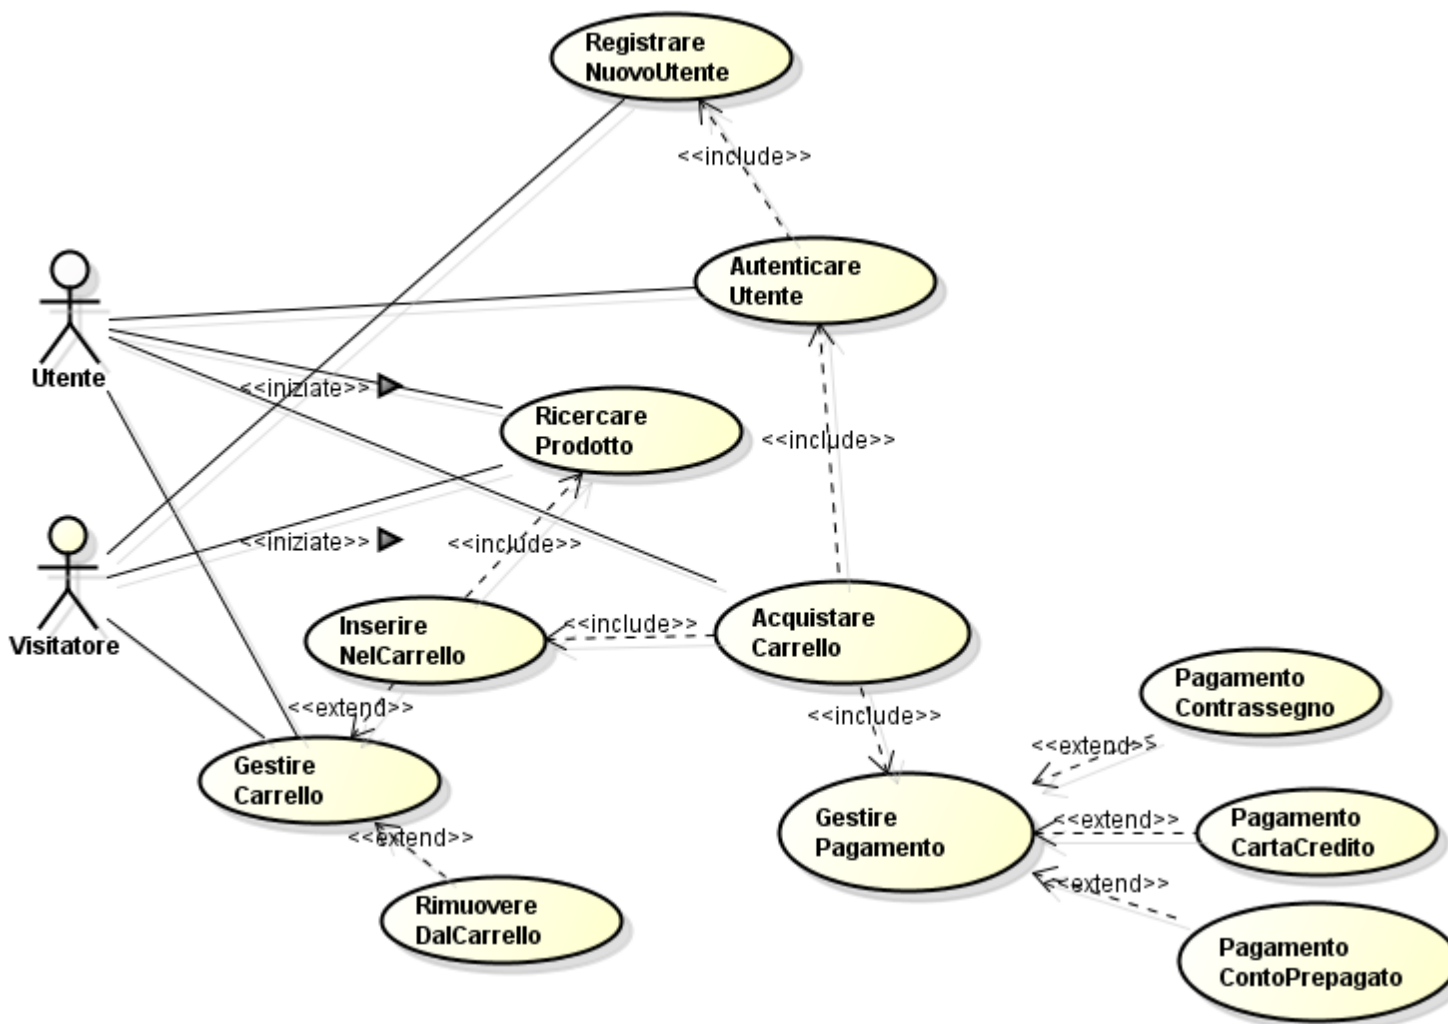 Registrare
NuovoUtente
<<include>>
Autenticare
Utente
Utente
<<iniziate>>
Ricercare
Prodotto
<<include>>
<<iniziate>>
<<include>>
Visitatore
Inserire
NelCarrello
<<include>>
Acquistare
Carrello
<<extend>>
<<include>>
Pagamento
Contrassegno
<<extend>>
Gestire
Carrello
<<extend>>
Gestire
Pagamento
<<extend>>
Pagamento
CartaCredito
<<extend>>
Rimuovere
DalCarrello
Pagamento
ContoPrepagato